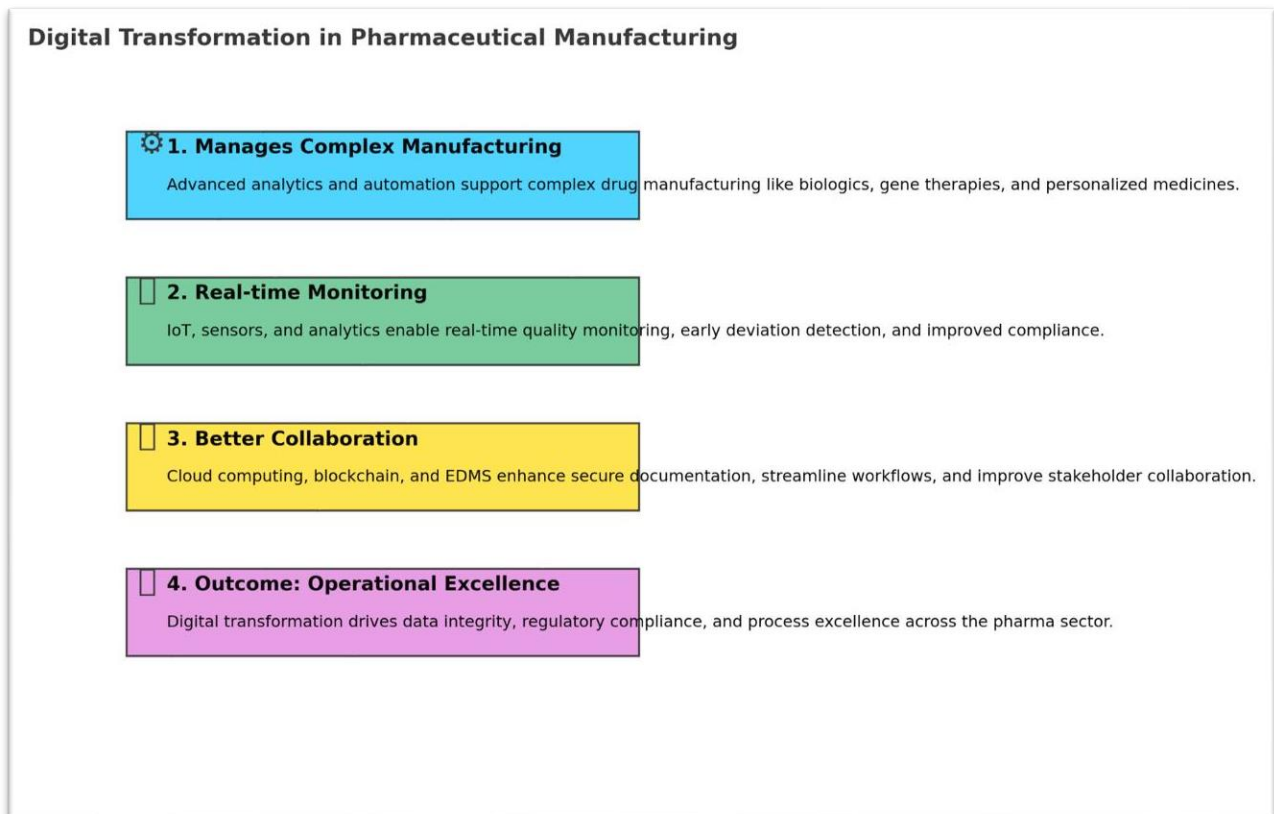 Digital Transformation in Pharmaceutical Manufacturing
1. Manages Complex Manufacturing
Advanced analytics and automation support complex drug manufacturing like biologics, gene therapies, and personalized medicines.
2. Real-time Monitoring
IoT, sensors, and analytics enable real-time quality monitoring, early deviation detection, and improved compliance.
3. Better Collaboration
Cloud computing, blockchain, and EDMS enhance secure documentation, streamline workflows, and improve stakeholder collaboration.
4. Outcome: Operational Excellence
Digital transformation drives data integrity, regulatory compliance, and process excellence across the pharma sector.